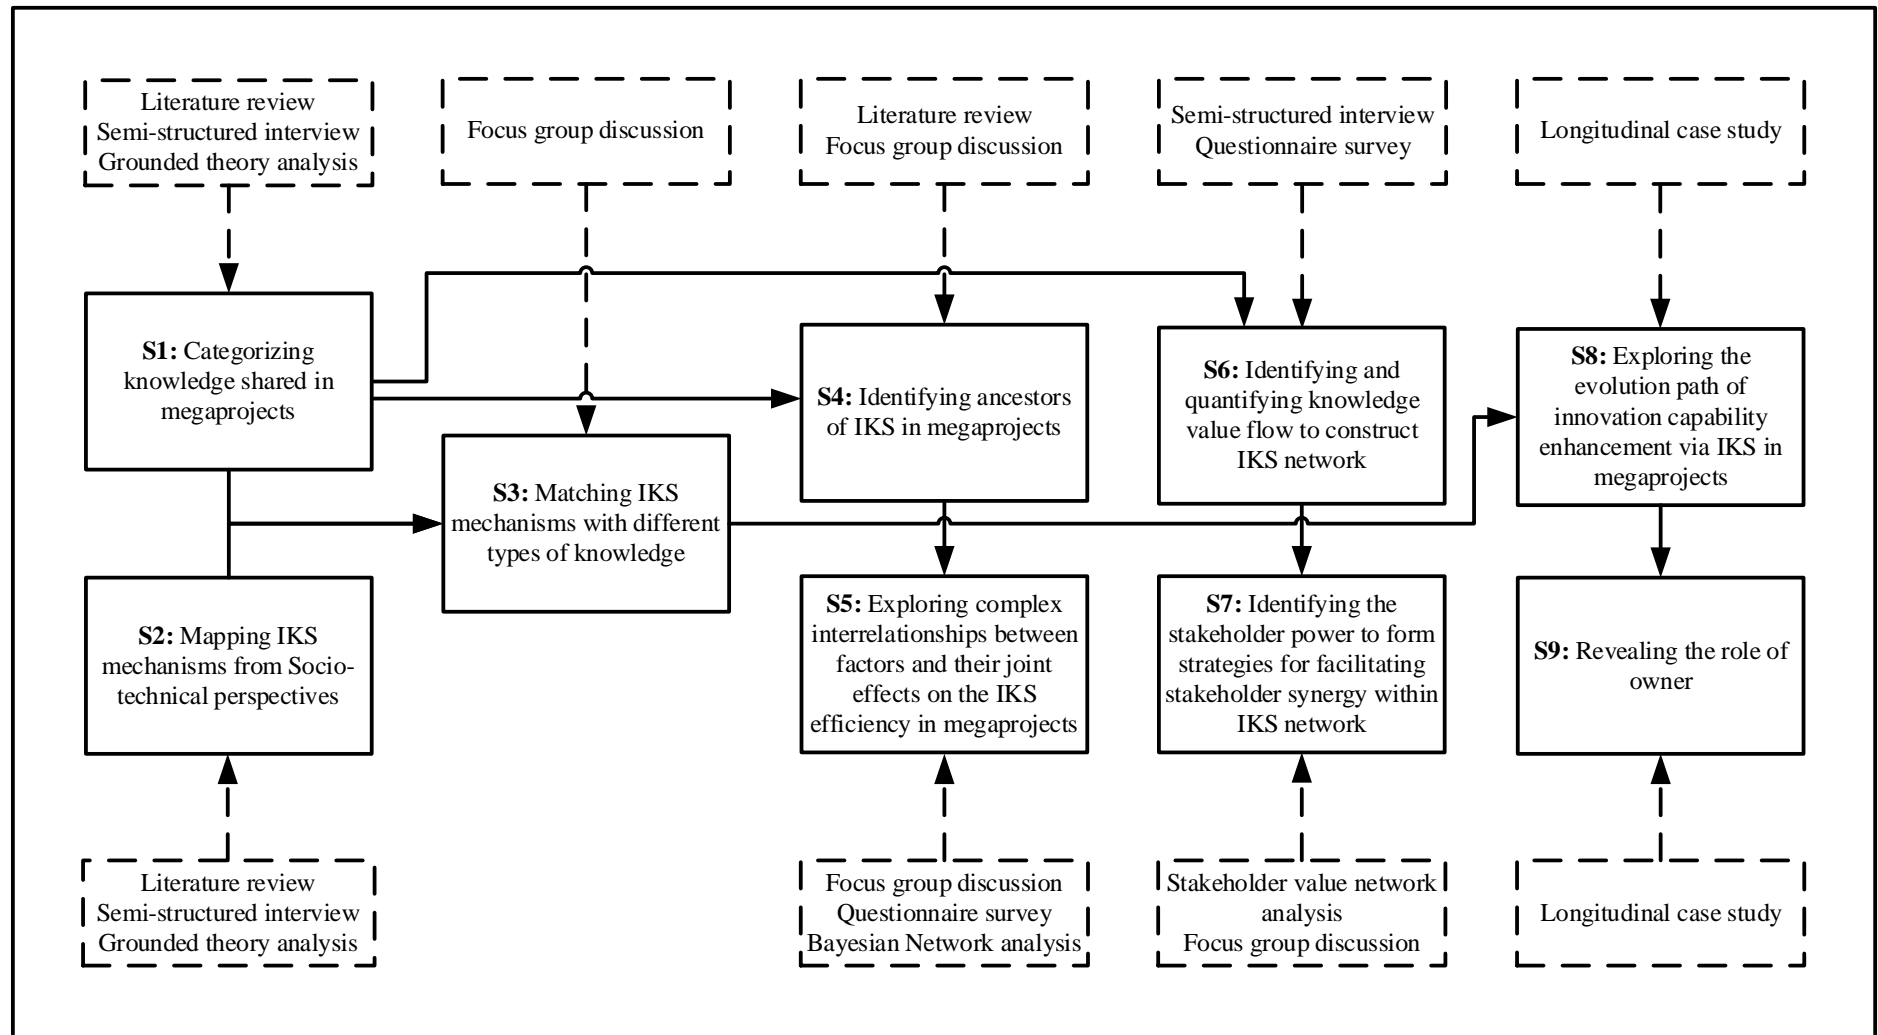 Literature review
Semi-structured interview
Grounded theory analysis
Focus group discussion
Literature review
Focus group discussion
Semi-structured interview
Questionnaire survey
Longitudinal case study
S1: Categorizing
knowledge shared in
megaprojects
S2: Mapping IKS
mechanisms from Socio-
technical perspectives
S3: Matching IKS
mechanisms with different
types of knowledge
S4: Identifying ancestors
of IKS in megaprojects
S5: Exploring complex
interrelationships between
factors and their joint
effects on the IKS
efficiency in megaprojects
S6: Identifying and
quantifying knowledge
value flow to construct
IKS network
S7: Identifying the
stakeholder power to form
strategies for facilitating
stakeholder synergy within
IKS network
S8: Exploring the
evolution path of
innovation capability
enhancement via IKS in
megaprojects
S9: Revealing the role of
owner
Literature review
Semi-structured interview
Grounded theory analysis
Focus group discussion
Questionnaire survey
Bayesian Network analysis
Stakeholder value network
analysis
Focus group discussion
Longitudinal case study